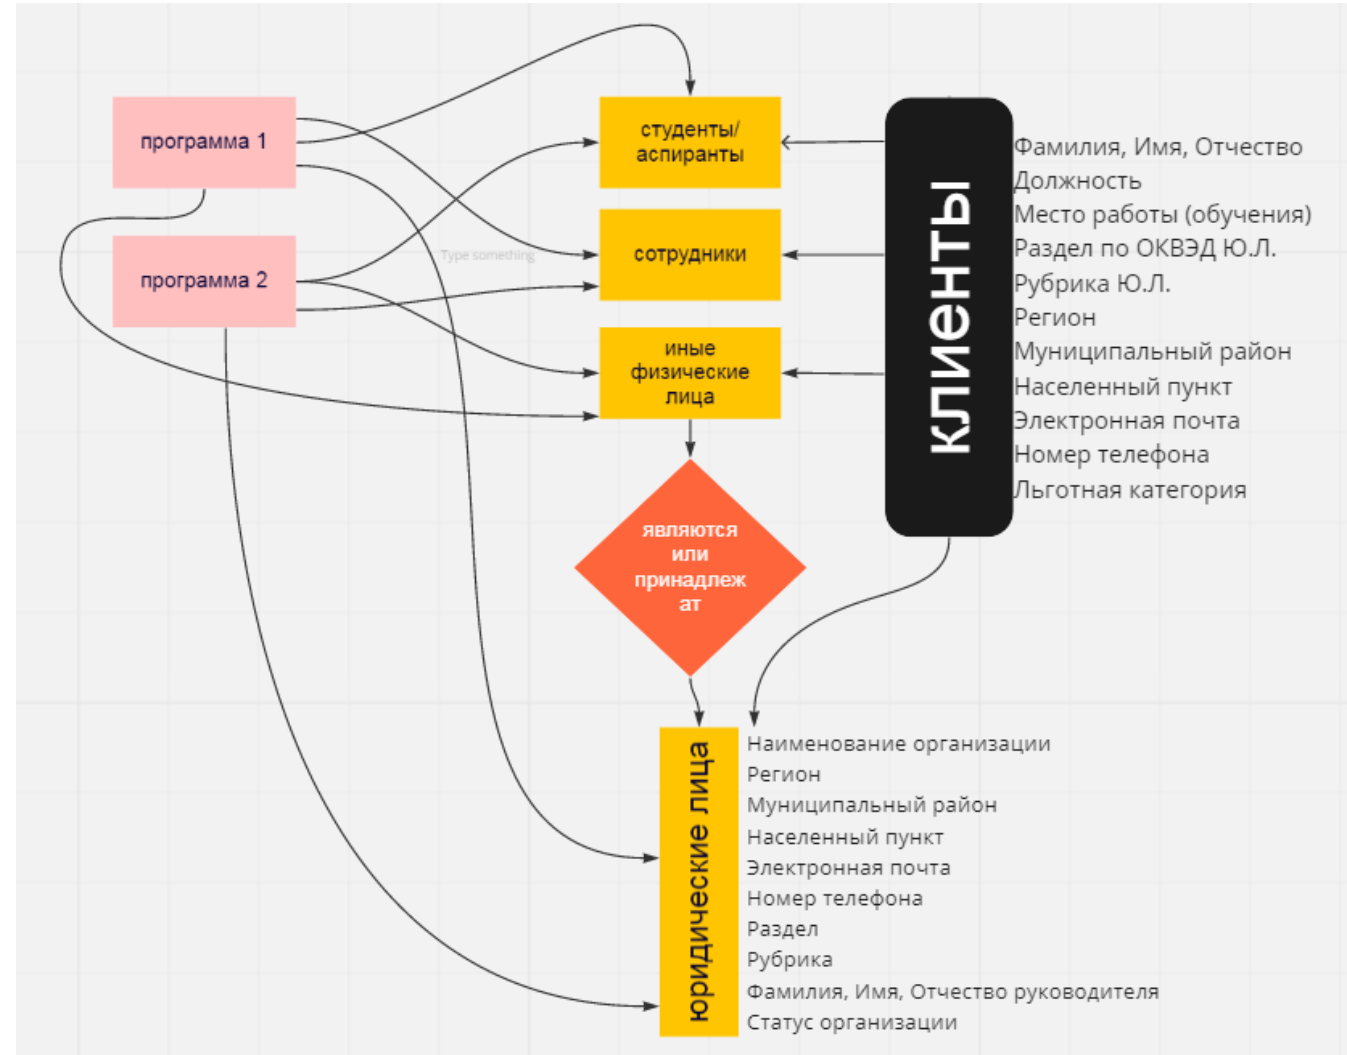 программа 1
программа 2
Type something
студенты/
аспиранты
сотрудники
иные
физические
лица
являются
или
принадлеж
ат
клиенты
Фамилия, Имя, Отчество
Должность
Место работы (обучения)
Раздел по ОКВЭД Ю.Л.
Рубрика Ю.Л.
Регион
Муниципальный район
Населенный пункт
Электронная почта
Номер телефона
Льготная категория
юридические лица
Наименование организации
Регион
Муниципальный район
Населенный пункт
Электронная почта
Номер телефона
Раздел
Рубрика
Фамилия, Имя, Отчество руководителя
Статус организации